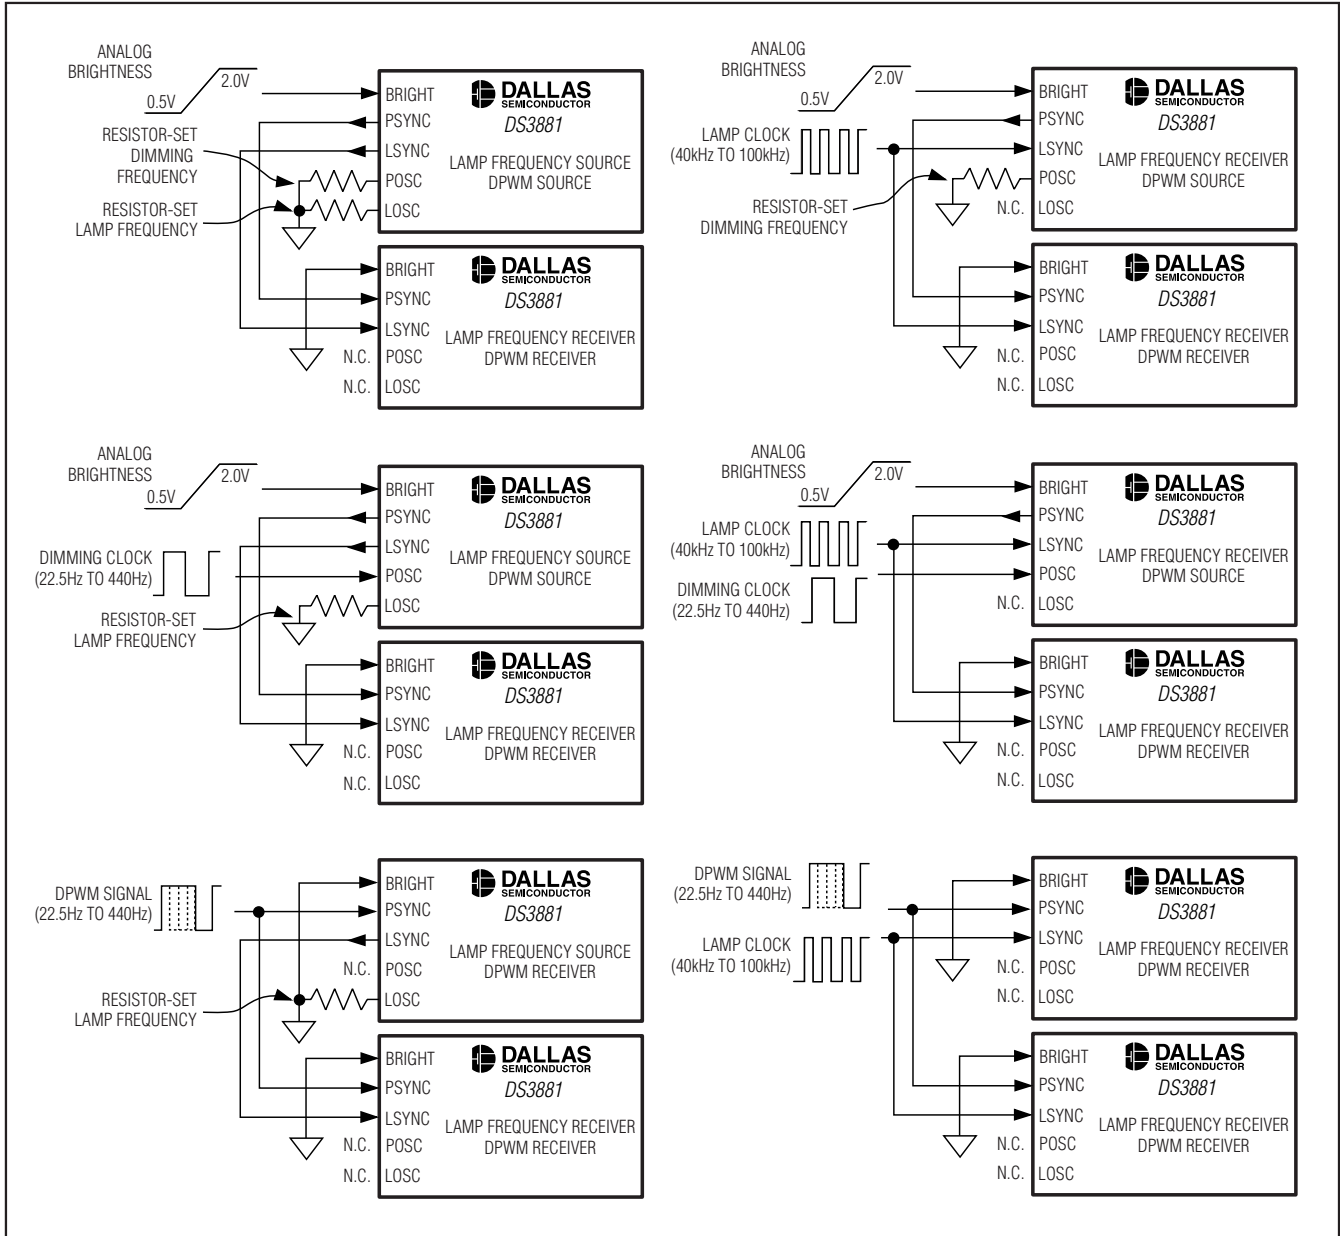 ANALOG
BRIGHTNESS
0.5V
2.0V
RESISTOR-SET
DIMMING
FREQUENCY
RESISTOR-SET
LAMP FREQUENCY
BRIGHT
PSYNC
LSYNC
POSC
LOSC
DALLAS
SEMICONDUCTOR
DS3881
LAMP FREQUENCY SOURCE
DPWM SOURCE
BRIGHT
PSYNC
LSYNC
N.C. POSC
N.C. LOSC
DALLAS
SEMICONDUCTOR
DS3881
LAMP FREQUENCY RECEIVER
DPWM RECEIVER
ANALOG
BRIGHTNESS
0.5V
2.0V
LAMP CLOCK
(40kHz TO 100kHz)
RESISTOR-SET
DIMMING FREQUENCY
BRIGHT
PSYNC
LSYNC
POSC
N.C. LOSC
DALLAS
SEMICONDUCTOR
DS3881
LAMP FREQUENCY RECEIVER
DPWM SOURCE
BRIGHT
PSYNC
LSYNC
N.C. POSC
N.C. LOSC
DALLAS
SEMICONDUCTOR
DS3881
LAMP FREQUENCY RECEIVER
DPWM RECEIVER
ANALOG
BRIGHTNESS
0.5V
2.0V
DIMMING CLOCK
(22.5Hz TO 440Hz)
RESISTOR-SET
LAMP FREQUENCY
BRIGHT
PSYNC
LSYNC
POSC
LOSC
DALLAS
SEMICONDUCTOR
DS3881
LAMP FREQUENCY SOURCE
DPWM SOURCE
BRIGHT
PSYNC
LSYNC
N.C. POSC
N.C. LOSC
DALLAS
SEMICONDUCTOR
DS3881
LAMP FREQUENCY RECEIVER
DPWM RECEIVER
ANALOG
BRIGHTNESS
0.5V
2.0V
LAMP CLOCK
(40kHz TO 100kHz)
DIMMING CLOCK
(22.5Hz TO 440Hz)
BRIGHT
PSYNC
LSYNC
POSC
N.C. LOSC
DALLAS
SEMICONDUCTOR
DS3881
LAMP FREQUENCY RECEIVER
DPWM SOURCE
BRIGHT
PSYNC
LSYNC
N.C. POSC
N.C. LOSC
DALLAS
SEMICONDUCTOR
DS3881
LAMP FREQUENCY RECEIVER
DPWM RECEIVER
DPWM SIGNAL
(22.5Hz TO 440Hz)
RESISTOR-SET
LAMP FREQUENCY
BRIGHT
PSYNC
LSYNC
N.C. POSC
LOSC
DALLAS
SEMICONDUCTOR
DS3881
LAMP FREQUENCY SOURCE
DPWM RECEIVER
BRIGHT
PSYNC
LSYNC
N.C. POSC
N.C. LOSC
DALLAS
SEMICONDUCTOR
DS3881
LAMP FREQUENCY RECEIVER
DPWM RECEIVER
DPWM SIGNAL
(22.5Hz TO 440Hz)
LAMP CLOCK
(40kHz TO 100kHz)
BRIGHT
PSYNC
LSYNC
N.C. POSC
N.C. LOSC
DALLAS
SEMICONDUCTOR
DS3881
LAMP FREQUENCY RECEIVER
DPWM RECEIVER
BRIGHT
PSYNC
LSYNC
N.C. POSC
N.C. LOSC
DALLAS
SEMICONDUCTOR
DS3881
LAMP FREQUENCY RECEIVER
DPWM RECEIVER